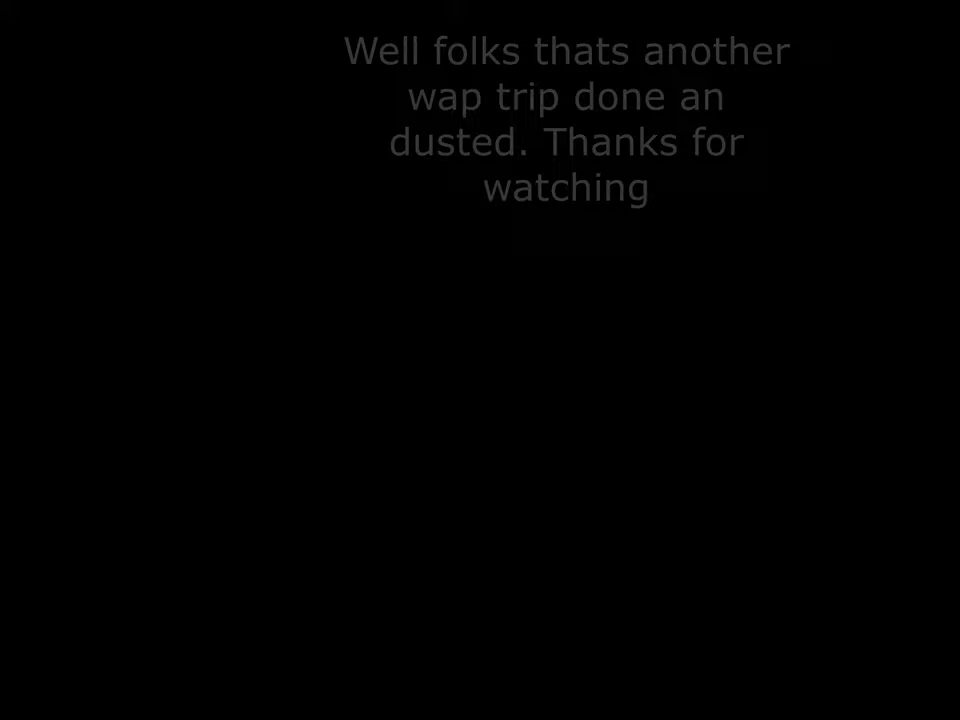 Well folks thats another
wap trip done an
dusted. Thanks for
watching